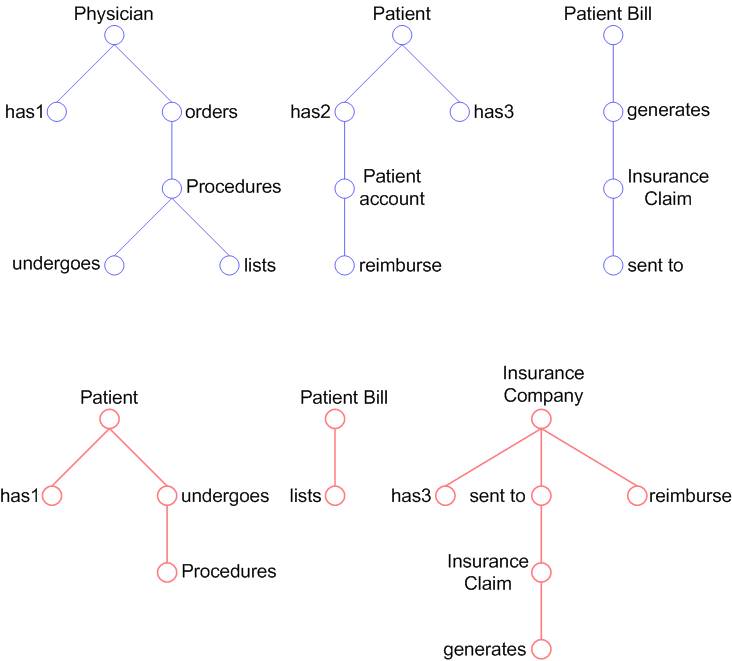 Physician
Patient
Patient Bill
has1
orders
has2
has3
generates
Procedures
Patient
account
Insurance
Claim
undergoes
lists
reimburse
sent to
Patient
Patient Bill
Insurance
Company
has1
undergoes
lists
has3
sent to
reimburse
Procedures
Insurance
Claim
generates